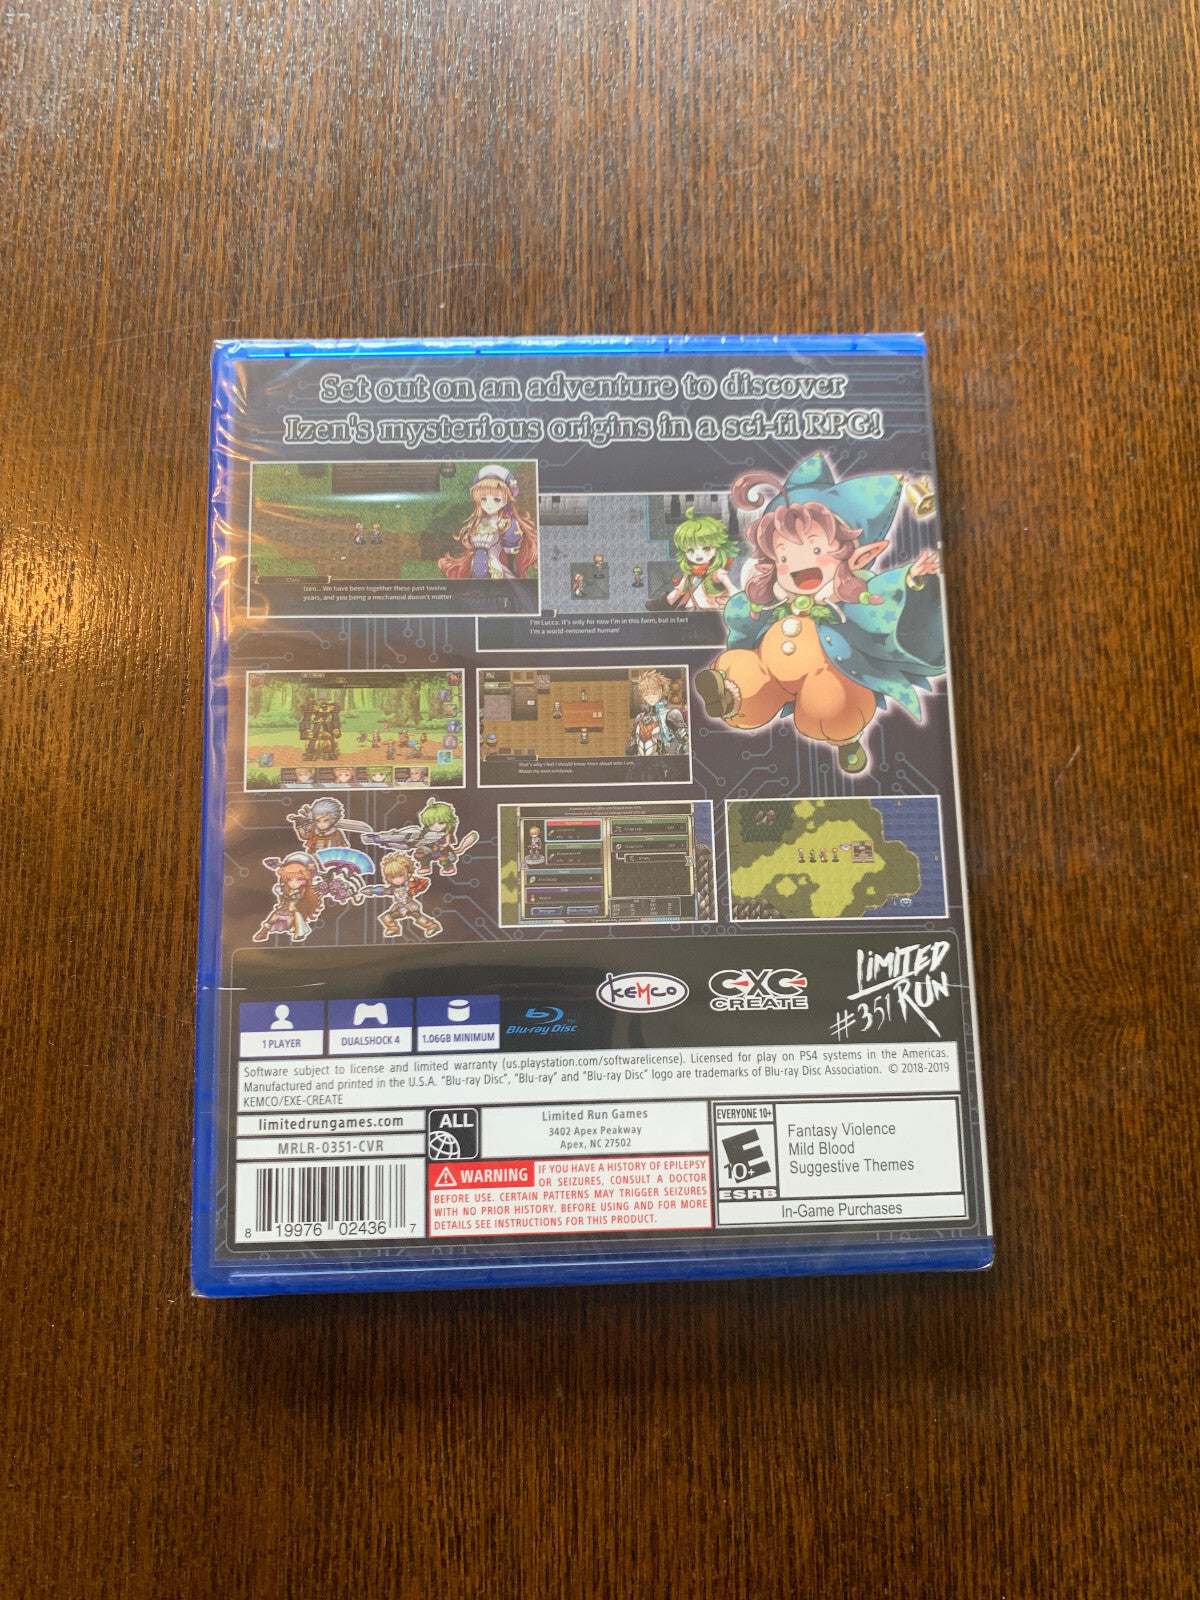 Set out on an adventure to discover
Izen's mysterious origins in a sci-fi RPG!
Izen... We have been together these past twelve
years, and you being a mechanoid doesn't matter.
I'm Lucca. It's only for now I'm in this form, but in fact
I'm a world-renowned human!
That's why I feel I should know more about who I am.
About my own existence.
KEMCO
EXE
CREATE
LIMITED
RUN
#351
1 PLAYER
DUALSHOCK 4
1.06GB MINIMUM
Blu-ray Disc
TM
Software subject to license and limited warranty (us.playstation.com/softwarelicense). Licensed for play on PS4 systems in the Americas.
Manufactured and printed in the U.S.A. "Blu-ray Disc", "Blu-ray" and "Blu-ray Disc" logo are trademarks of Blu-ray Disc Association. © 2018-2019
KEMCO/EXE-CREATE
limitedrungames.com
MRLR-0351-CVR
8 19976 02436 7
ALL
Limited Run Games
3402 Apex Peakway
Apex, NC 27502
WARNING IF YOU HAVE A HISTORY OF EPILEPSY
OR SEIZURES, CONSULT A DOCTOR
BEFORE USE. CERTAIN PATTERNS MAY TRIGGER SEIZURES
WITH NO PRIOR HISTORY. BEFORE USING AND FOR MORE
DETAILS SEE INSTRUCTIONS FOR THIS PRODUCT.
EVERYONE 10+
E
10+
ESRB
Fantasy Violence
Mild Blood
Suggestive Themes
In-Game Purchases